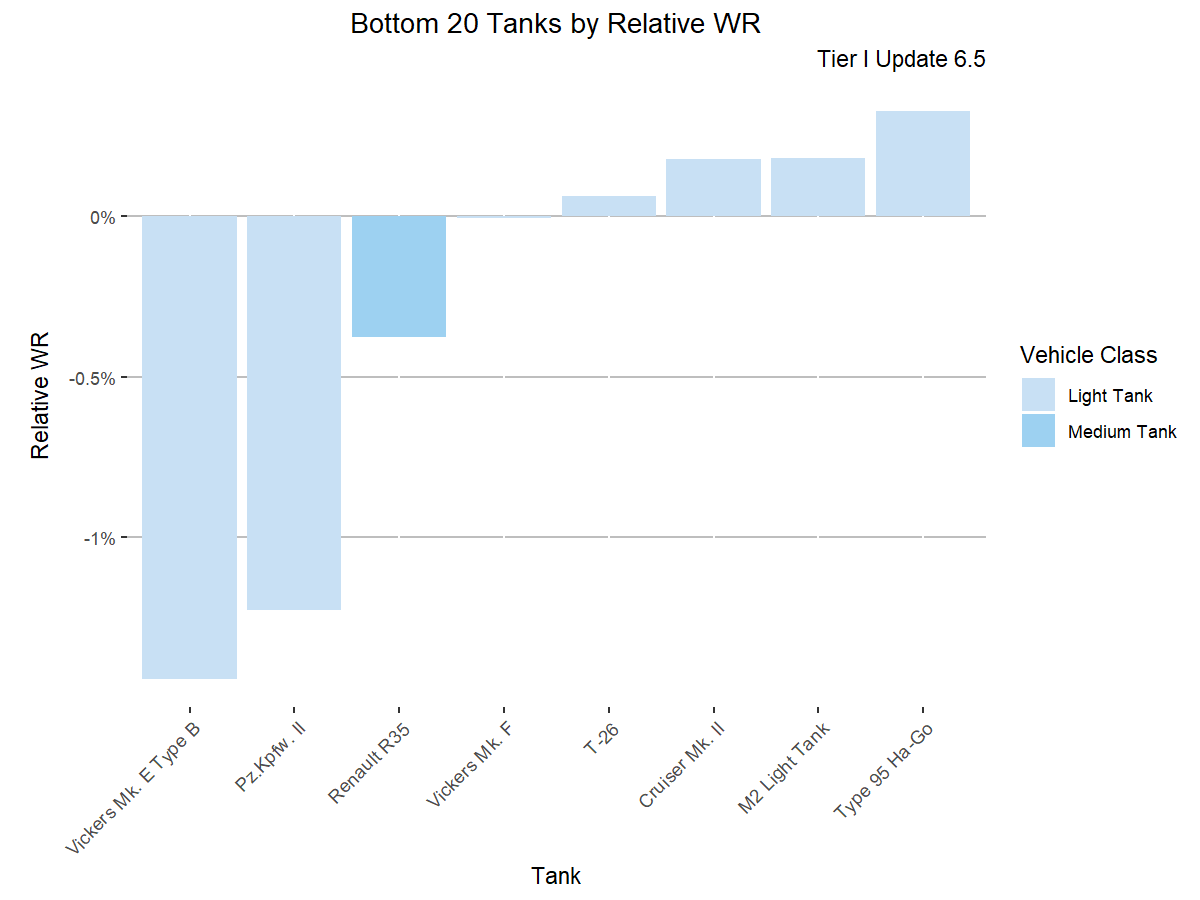 Bottom 20 Tanks by Relative WR
Tier I Update 6.5
Relative WR
0%
-0.5%
-1%
Vickers Mk. E Type B
Pz.Kpfw. II
Renault R35
Vickers Mk. F
T-26
Cruiser Mk. II
M2 Light Tank
Type 95 Ha-Go
Tank
Vehicle Class
Light Tank
Medium Tank